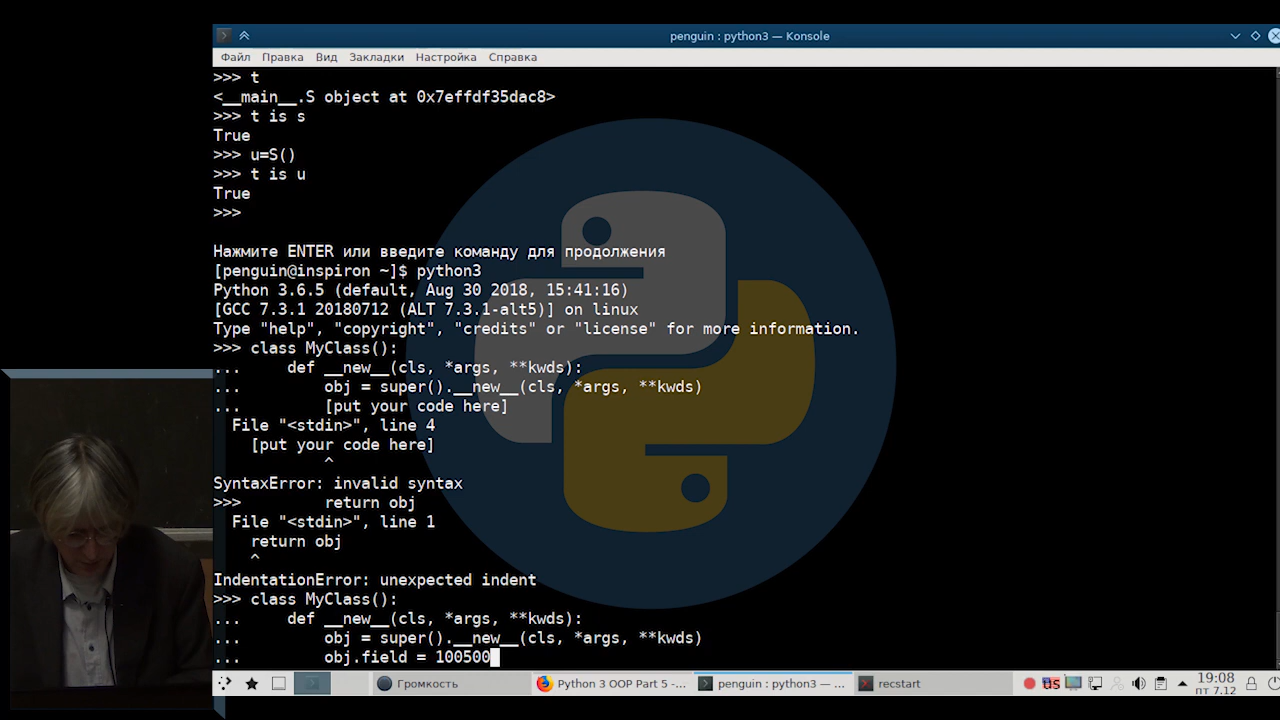 penguin : python3 — Konsole
Файл Правка Вид Закладки Настройка Справка
>>> t
<__main__.S object at 0x7effdf35dac8>
>>> t is s
True
>>> u=S()
>>> t is u
True
>>>
Нажмите ENTER или введите команду для продолжения
[penguin@inspiron ~]$ python3
Python 3.6.5 (default, Aug 30 2018, 15:41:16)
[GCC 7.3.1 20180712 (ALT 7.3.1-alt5)] on linux
Type "help", "copyright", "credits" or "license" for more information.
>>> class MyClass():
...     def __new__(cls, *args, **kwds):
...         obj = super().__new__(cls, *args, **kwds)
...         [put your code here]
  File "<stdin>", line 4
    [put your code here]
            ^
SyntaxError: invalid syntax
>>>         return obj
  File "<stdin>", line 1
    return obj
    ^
IndentationError: unexpected indent
>>> class MyClass():
...     def __new__(cls, *args, **kwds):
...         obj = super().__new__(cls, *args, **kwds)
...         obj.field = 100500
Громкость
Python 3 OOP Part 5 -...
penguin : python3 — ...
recstart
us
19:08
пт 7.12